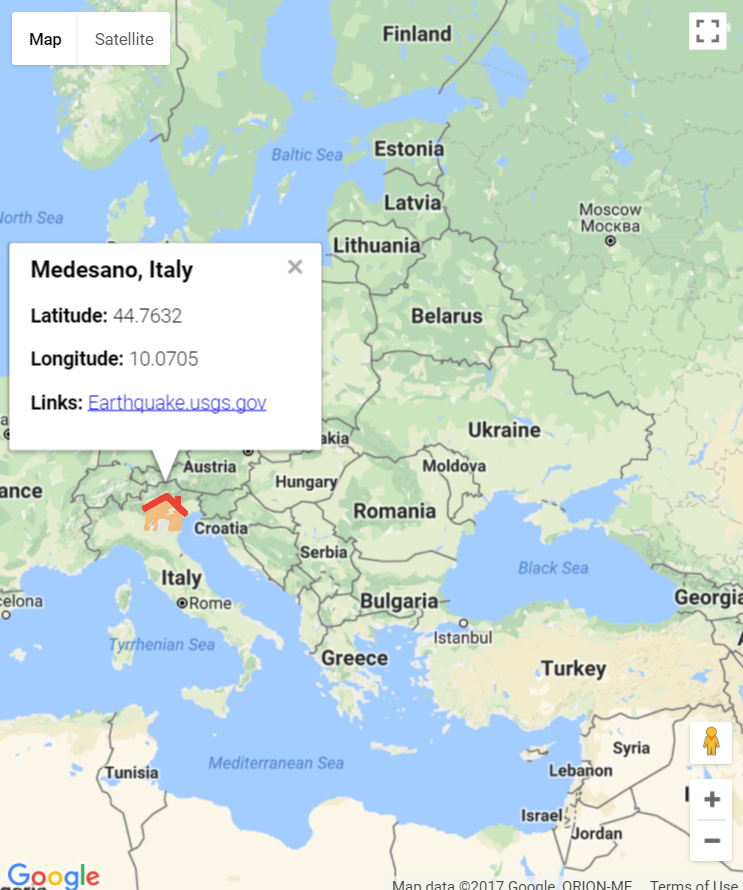 Map Satellite
Finland
Baltic Sea
Estonia
North Sea
Latvia
Moscow
Москва
Lithuania
Medesano, Italy ×
Latitude: 44.7632
Belarus
Longitude: 10.0705
Links: Earthquake.usgs.gov
Ukraine
akia
Austria
Moldova
ance
Hungary
Romania
Croatia
Serbia
Black Sea
Italy
Georgia
celona
Rome
Bulgaria
Istanbul
Tyrrhenian Sea
Greece
Turkey
Syria
Mediterranean Sea
Tunisia
Lebanon
Israel
Jordan
Google
Map data ©2017 Google, ORION-ME Terms of Use